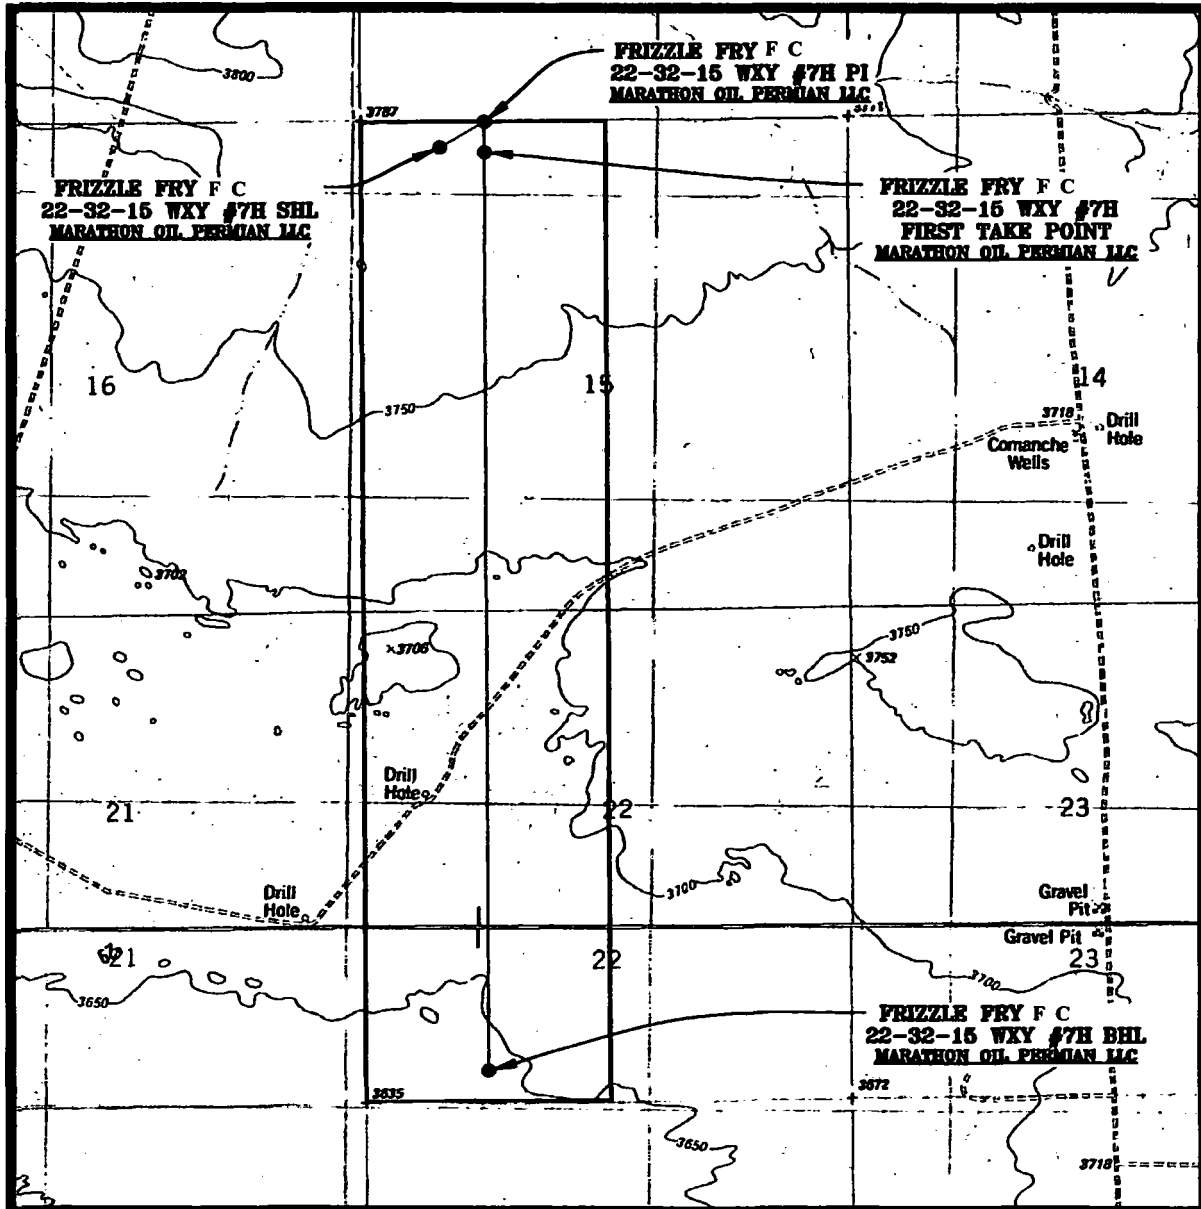 FRIZZLE FRY F C
22-32-15 WXY #7H PI
MARATHON OIL PERMIAN LLC
3800
3787
FRIZZLE FRY F C
22-32-15 WXY #7H SHL
MARATHON OIL PERMIAN LLC
FRIZZLE FRY F C
22-32-15 WXY #7H
FIRST TAKE POINT
MARATHON OIL PERMIAN LLC
16
15
14
3750
3718
Drill
Hole
Comanche
Wells
Drill
Hole
3702
3706
3750
3752
Drill
Hole
21
22
23
3700
Drill
Hole
Gravel
Pit
Gravel Pit
21
22
23
3650
3700
FRIZZLE FRY F C
22-32-15 WXY #7H BHL
MARATHON OIL PERMIAN LLC
3635
3672
3650
3718